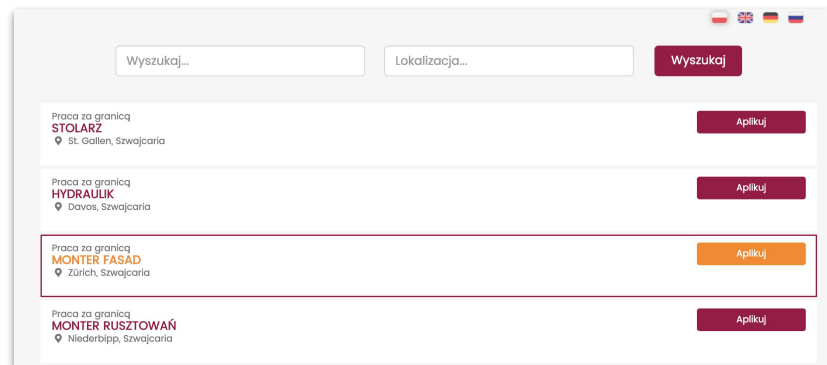 Wyszukaj...
Lokalizacja...
Wyszukaj
Praca za granicą
STOLARZ
Aplikuj
St. Gallen, Szwajcaria
Praca za granicą
HYDRAULIK
Aplikuj
Davos, Szwajcaria
Praca za granicą
MONTER FASAD
Aplikuj
Zürich, Szwajcaria
Praca za granicą
MONTER RUSZTOWAŃ
Aplikuj
Niederbipp, Szwajcaria